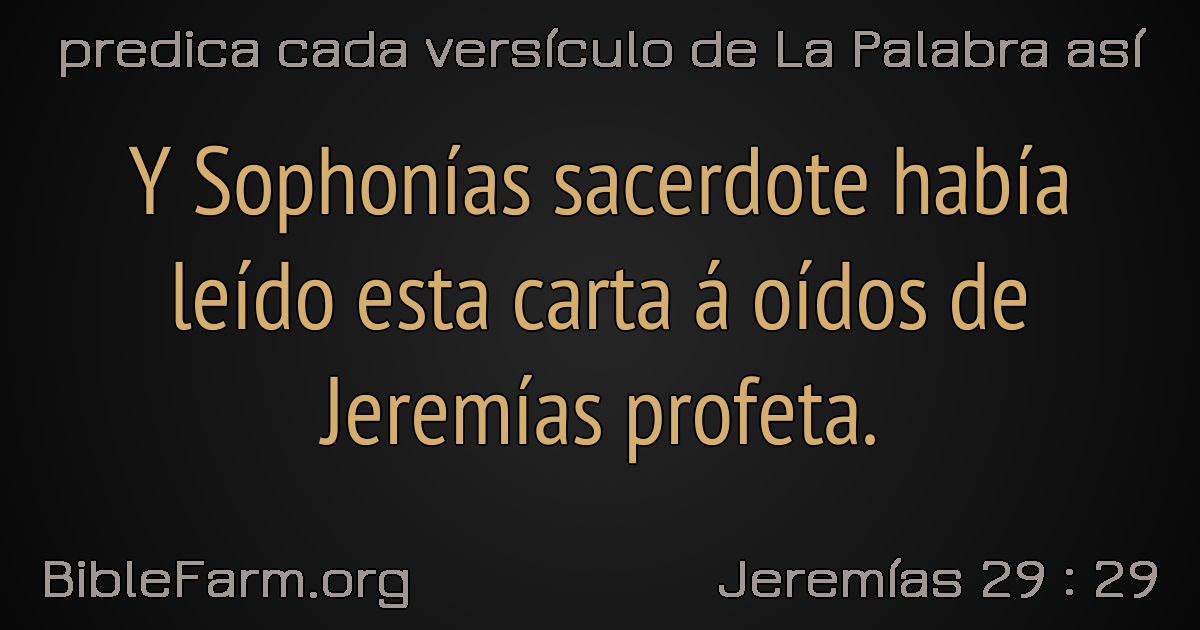 predica cada versículo de La Palabra así
Y Sophonías sacerdote había
leído esta carta á oídos de
Jeremías profeta.
BibleFarm.org
Jeremías 29 : 29